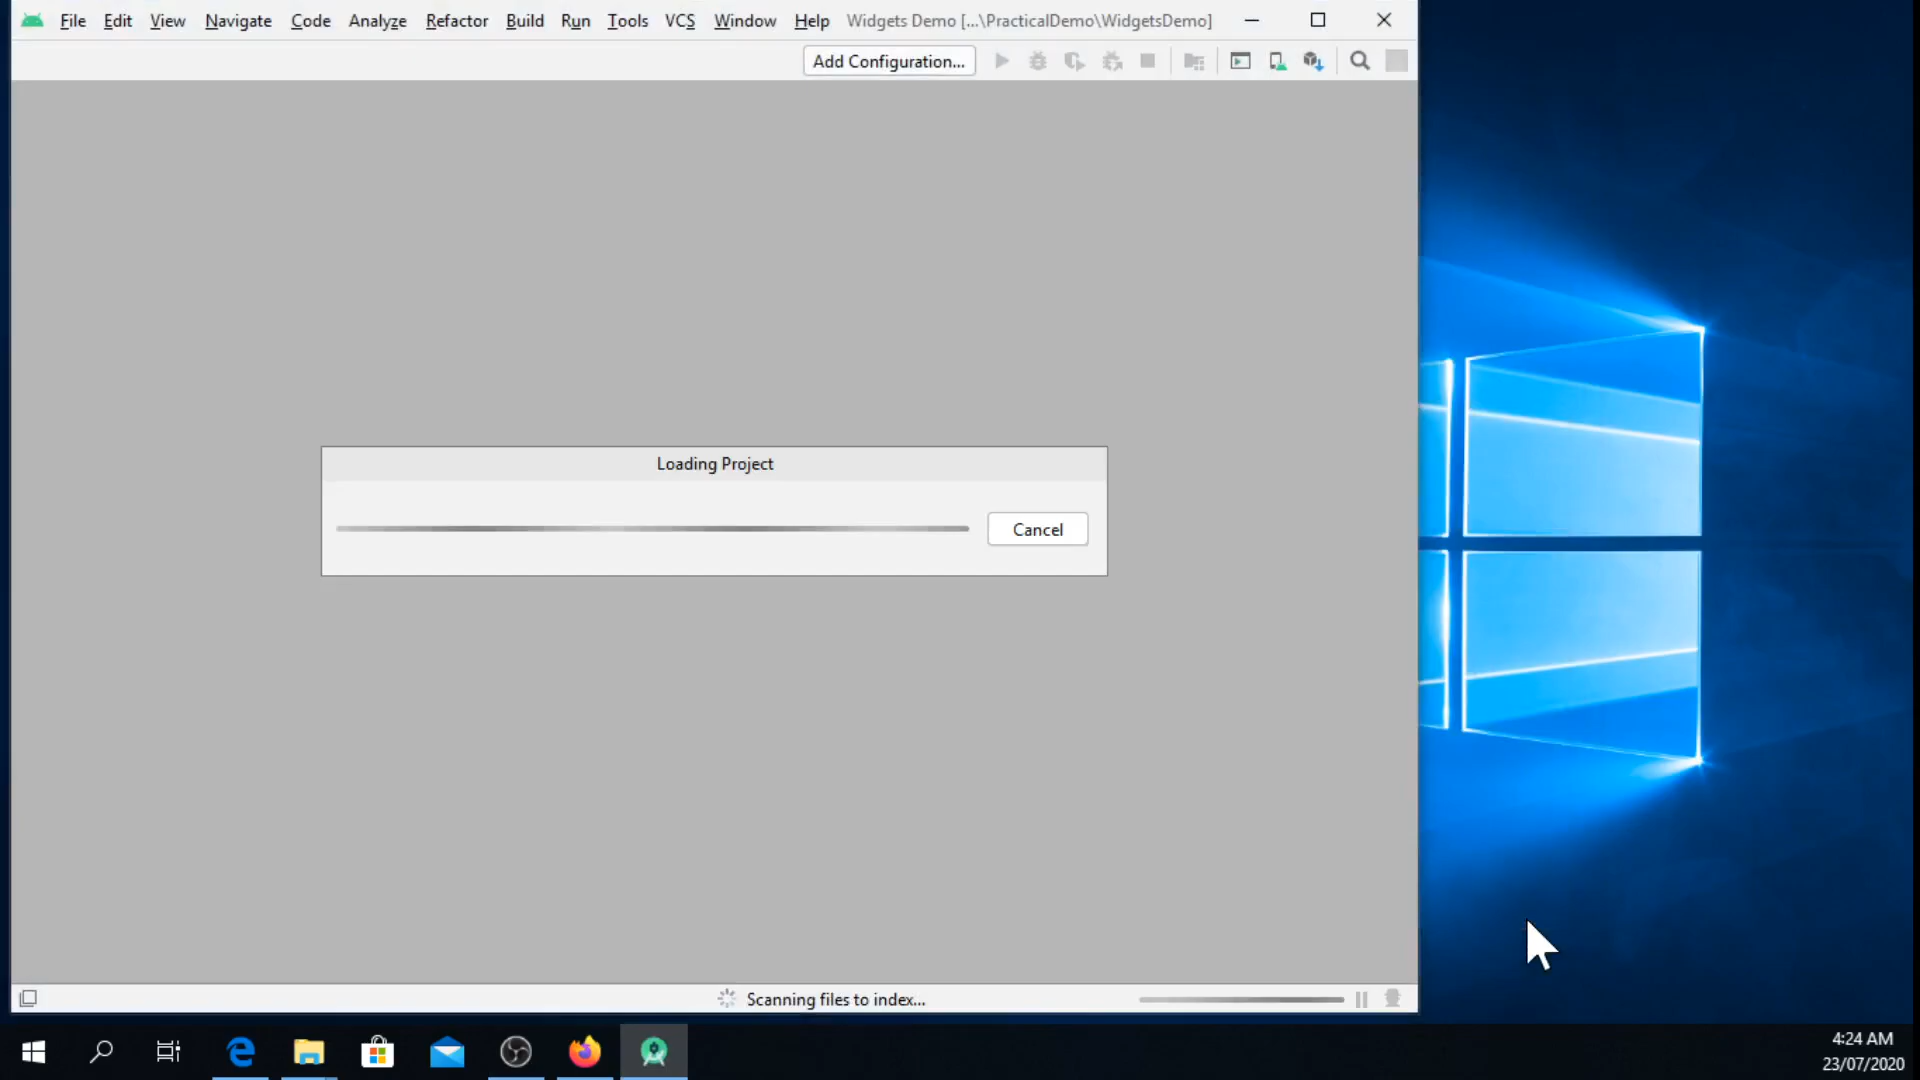 File Edit View Navigate Code Analyze Refactor Build Run Tools VCS Window Help Widgets Demo [...\PracticalDemo\WidgetsDemo]
Add Configuration...
Loading Project
Cancel
Scanning files to index...
4:24 AM
23/07/2020